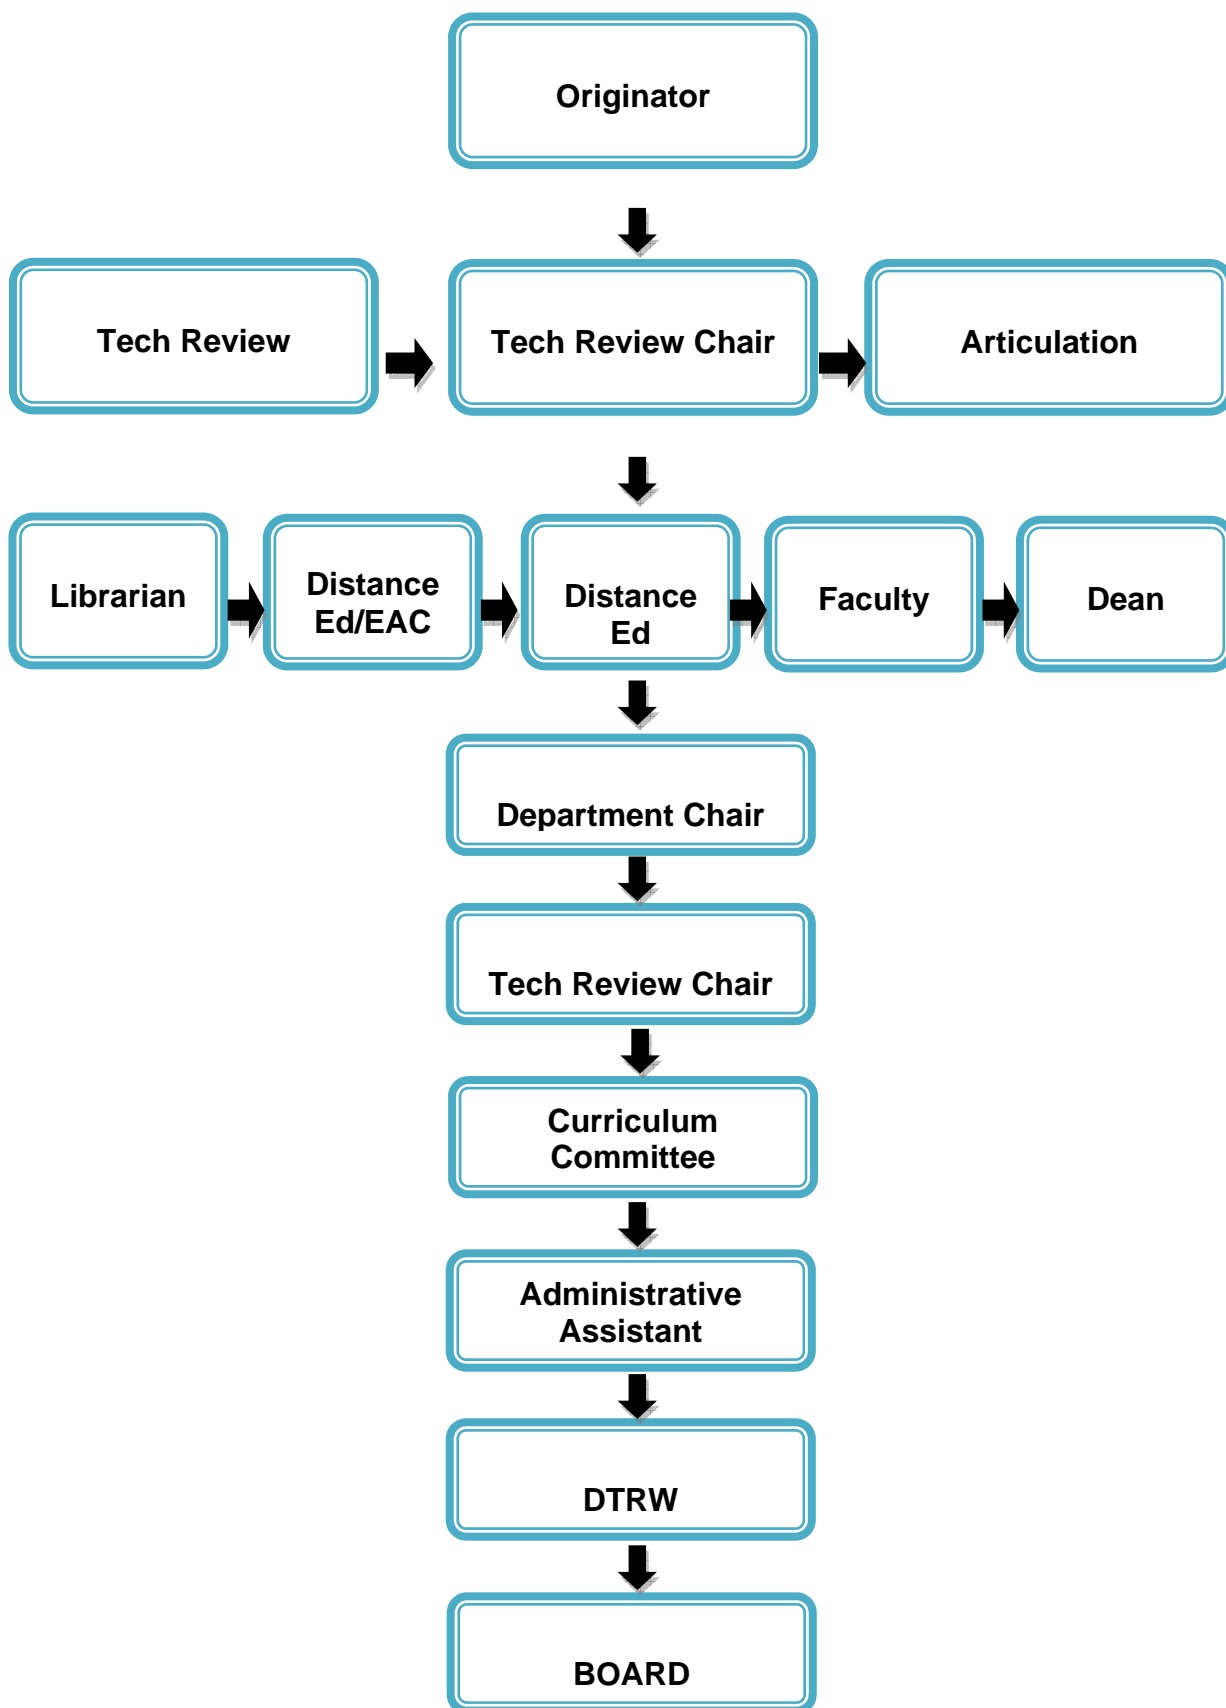 Originator
Tech Review
Tech Review Chair
Articulation
Librarian
Distance
Ed/EAC
Distance
Ed
Faculty
Dean
Department Chair
Tech Review Chair
Curriculum
Committee
Administrative
Assistant
DTRW
BOARD